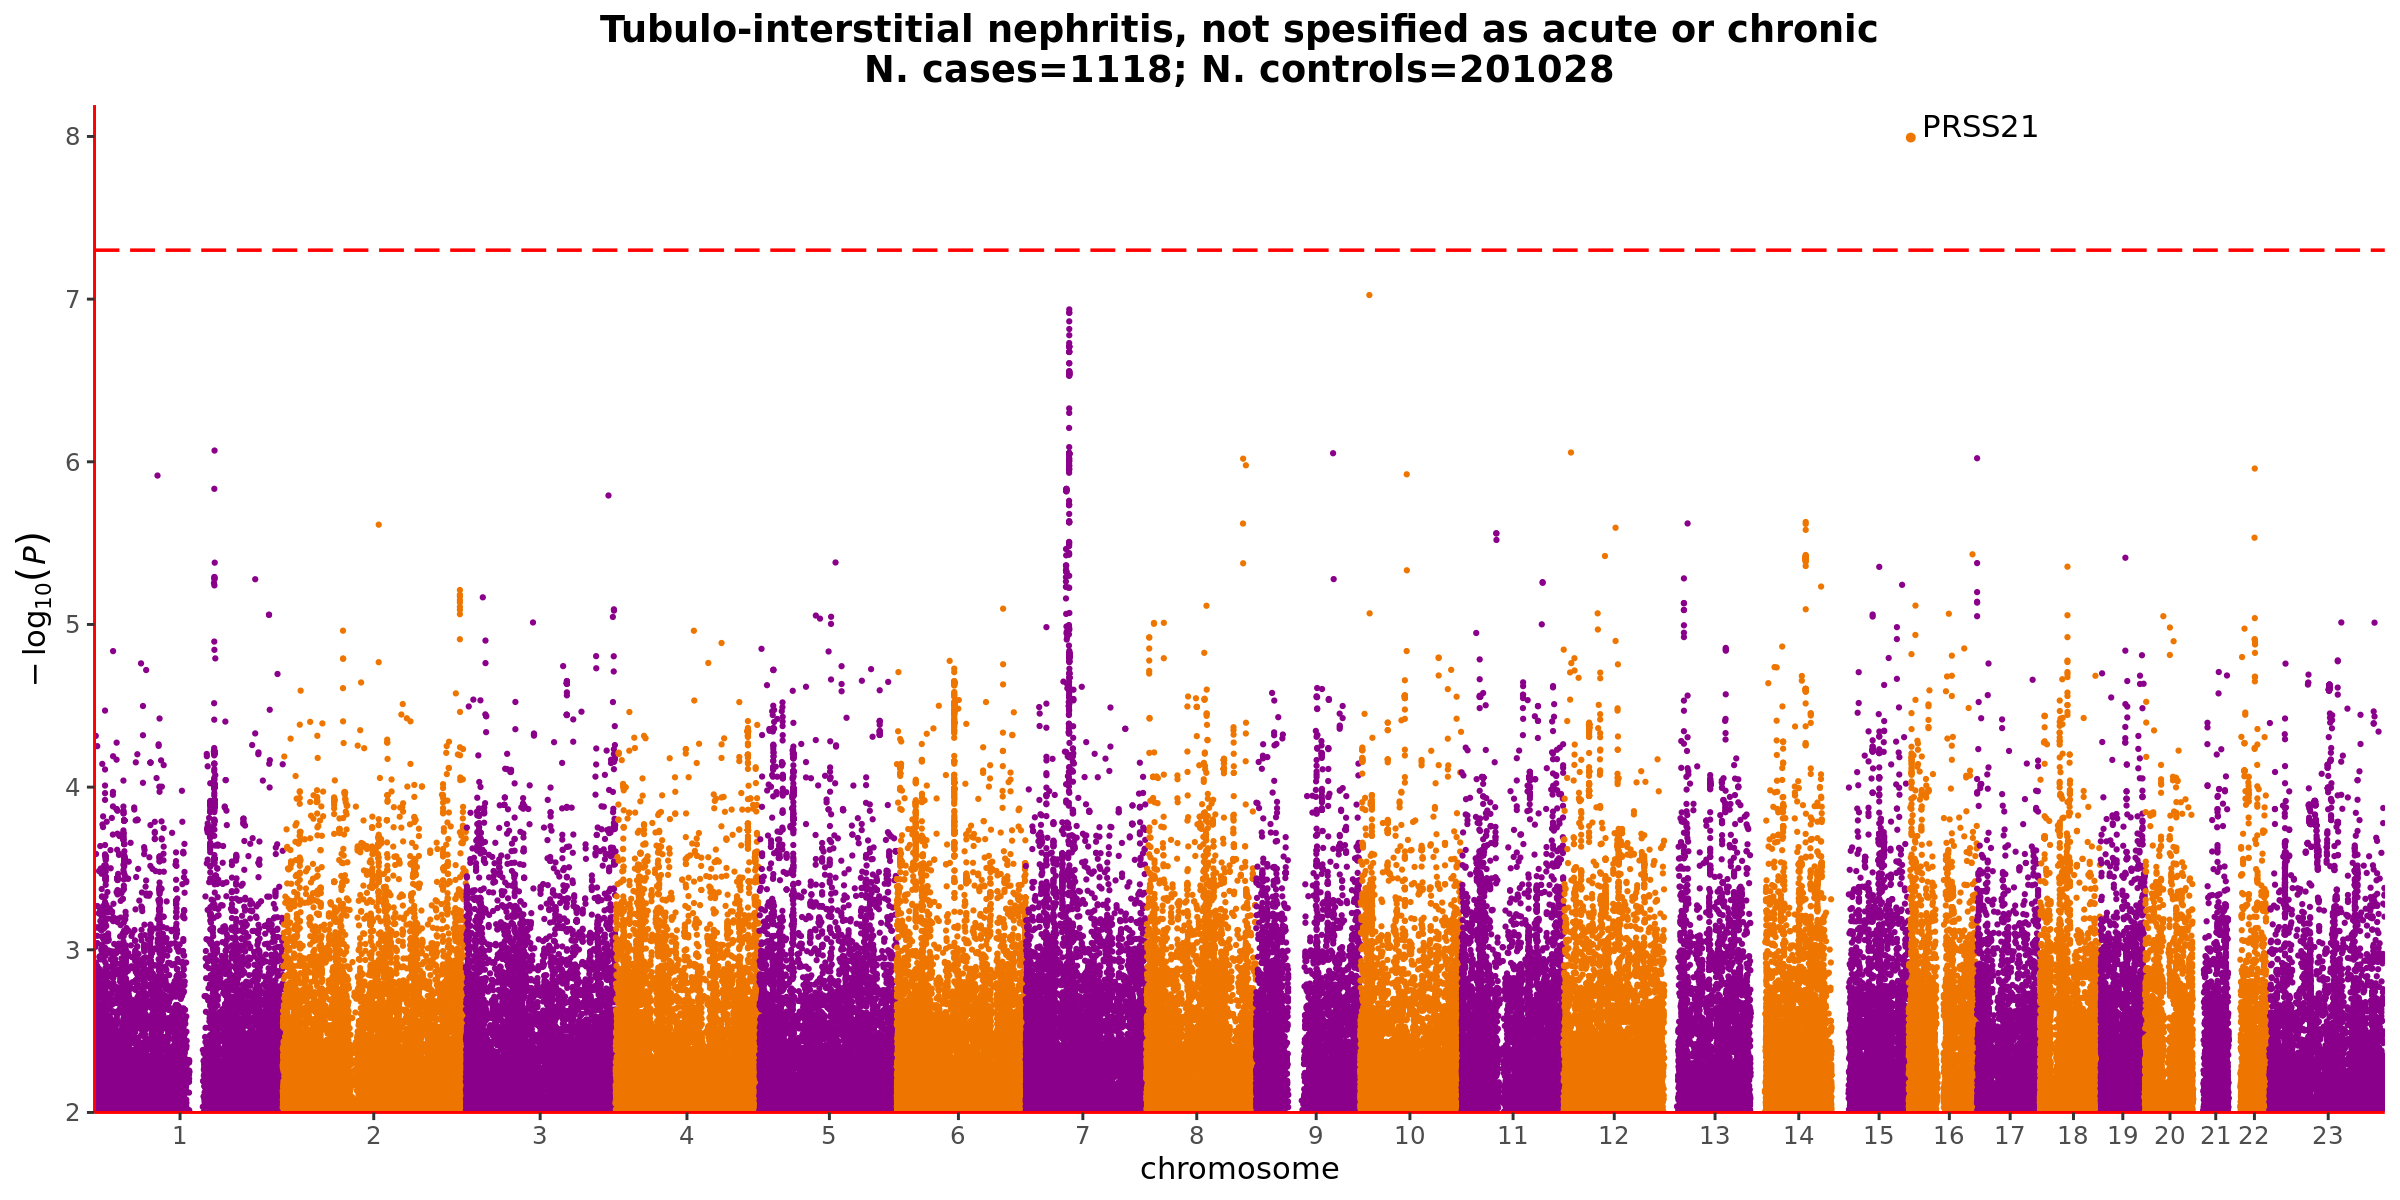 Tubulo-interstitial nephritis, not spesified as acute or chronic
N. cases=1118; N. controls=201028
PRSS21
8
7
6
5
4
3
2
−log10(P)
1 2 3 4 5 6 7 8 9 10 11 12 13 14 15 16 17 18 19 20 21 22 23
chromosome